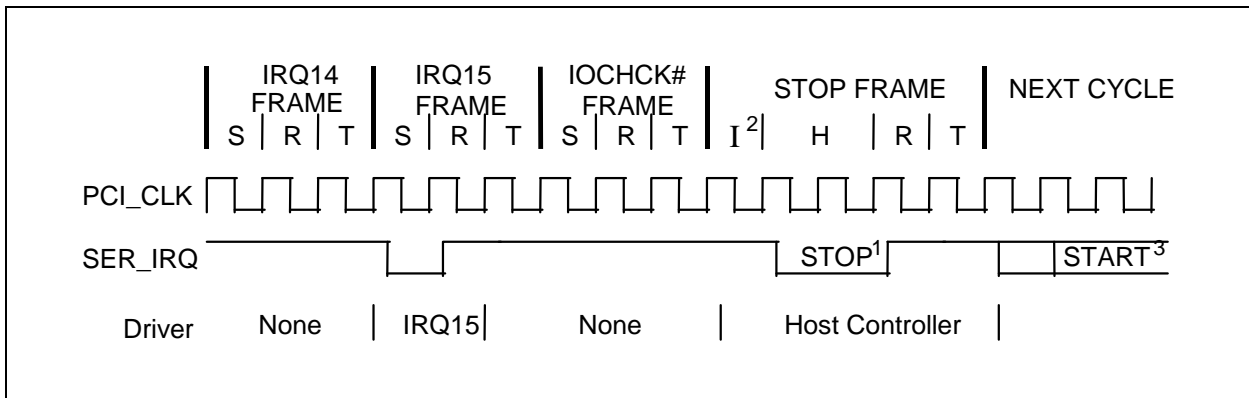 IRQ14 IRQ15 IOCHCK#
FRAME FRAME FRAME STOP FRAME NEXT CYCLE
S R T S R T S R T I2 H R T
PCI_CLK
SER_IRQ STOP1 START3
Driver None IRQ15 None Host Controller